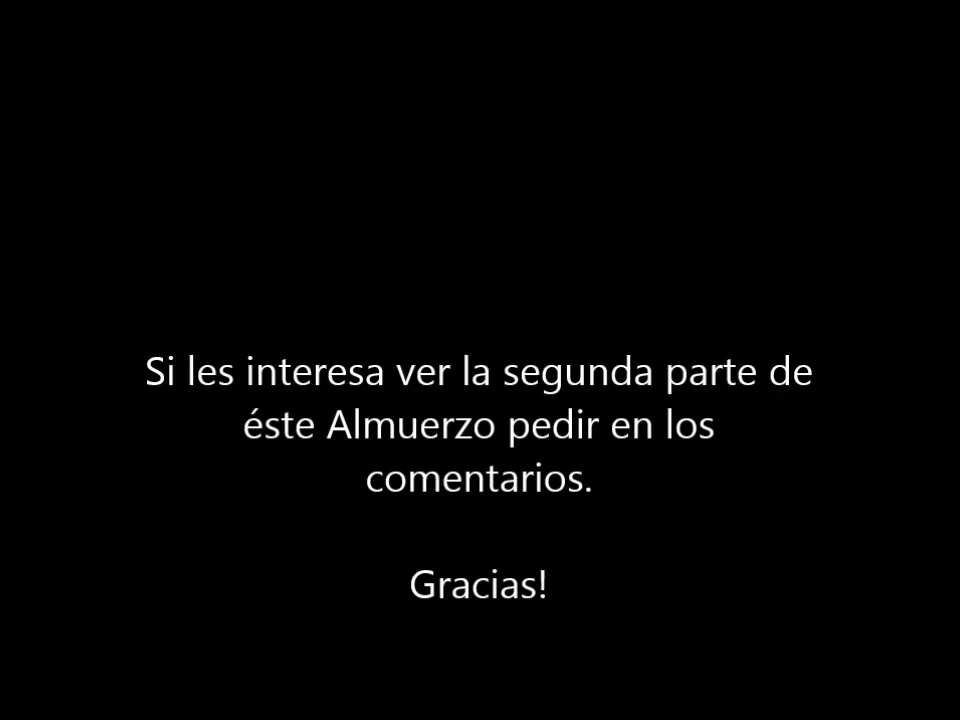 Si les interesa ver la segunda parte de
éste Almuerzo pedir en los
comentarios.
Gracias!